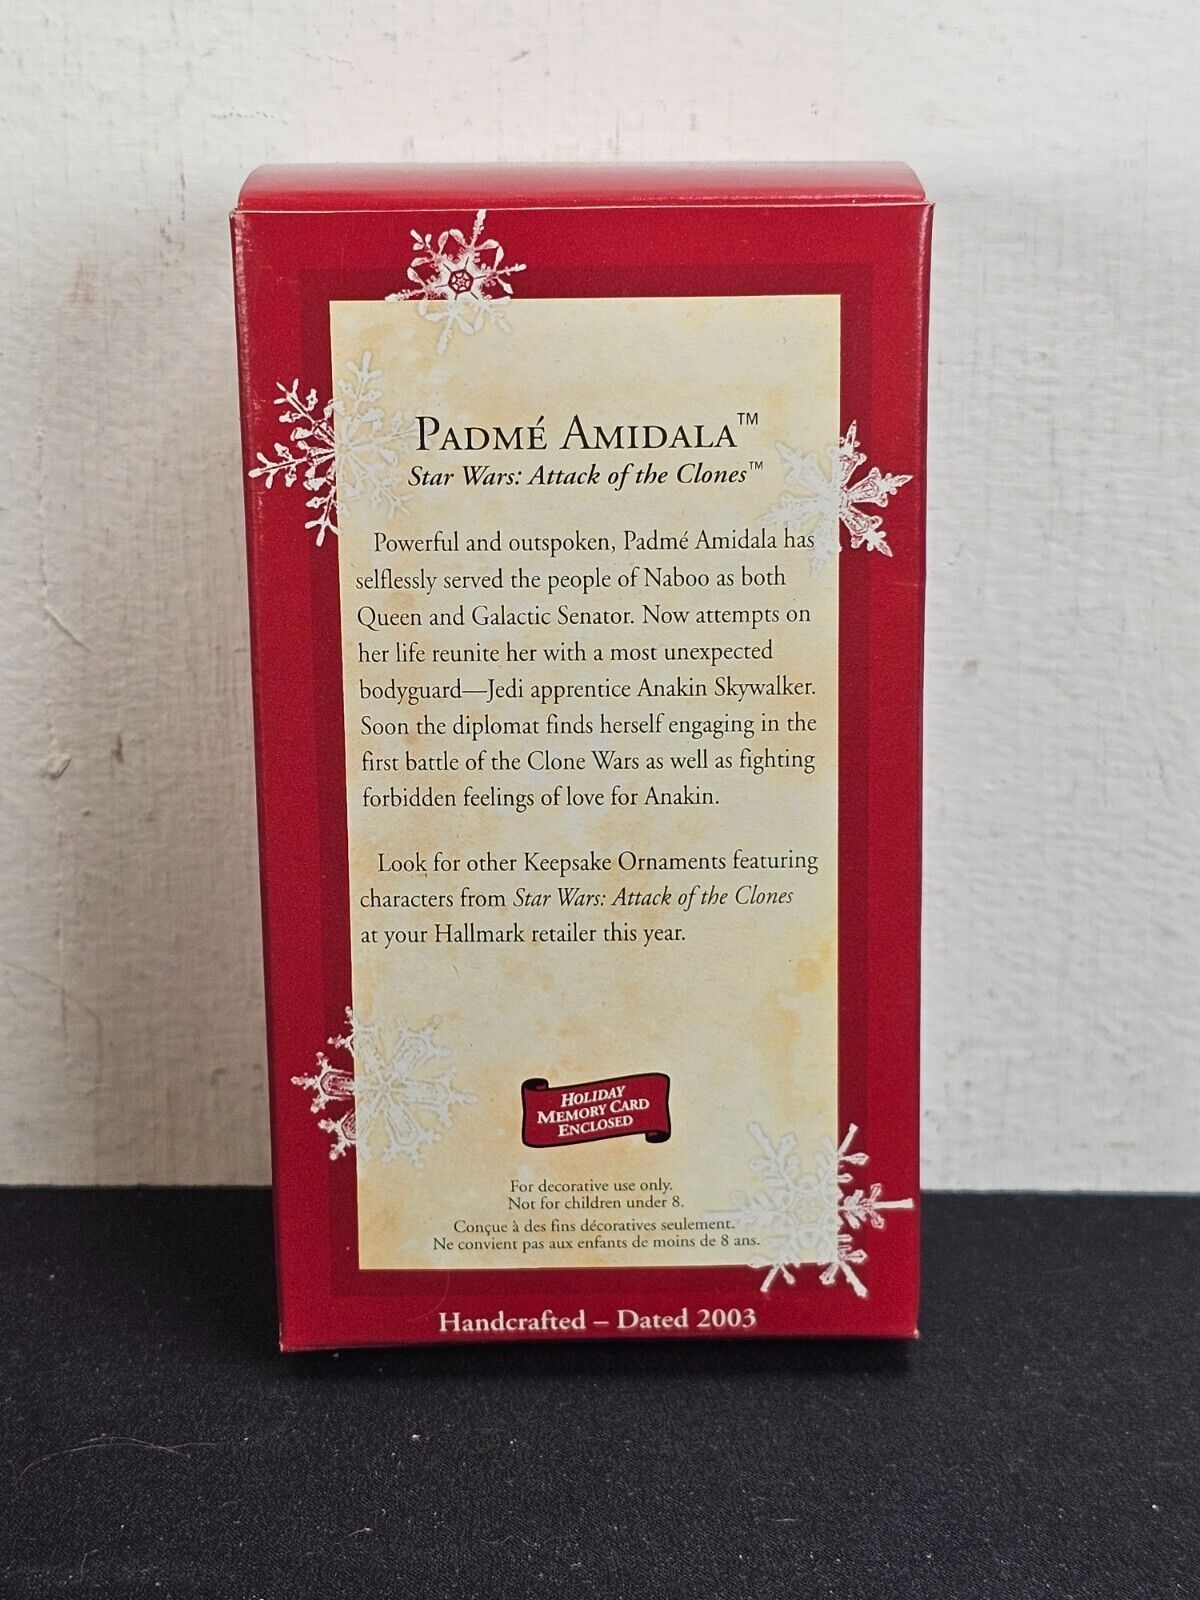 PADMÉ AMIDALA™
Star Wars: Attack of the Clones™
Powerful and outspoken, Padmé Amidala has
selflessly served the people of Naboo as both
Queen and Galactic Senator. Now attempts on
her life reunite her with a most unexpected
bodyguard—Jedi apprentice Anakin Skywalker.
Soon the diplomat finds herself engaging in the
first battle of the Clone Wars as well as fighting
forbidden feelings of love for Anakin.
Look for other Keepsake Ornaments featuring
characters from Star Wars: Attack of the Clones
at your Hallmark retailer this year.
HOLIDAY
MEMORY CARD
ENCLOSED
For decorative use only.
Not for children under 8.
Conçue à des fins décoratives seulement.
Ne convient pas aux enfants de moins de 8 ans.
Handcrafted – Dated 2003